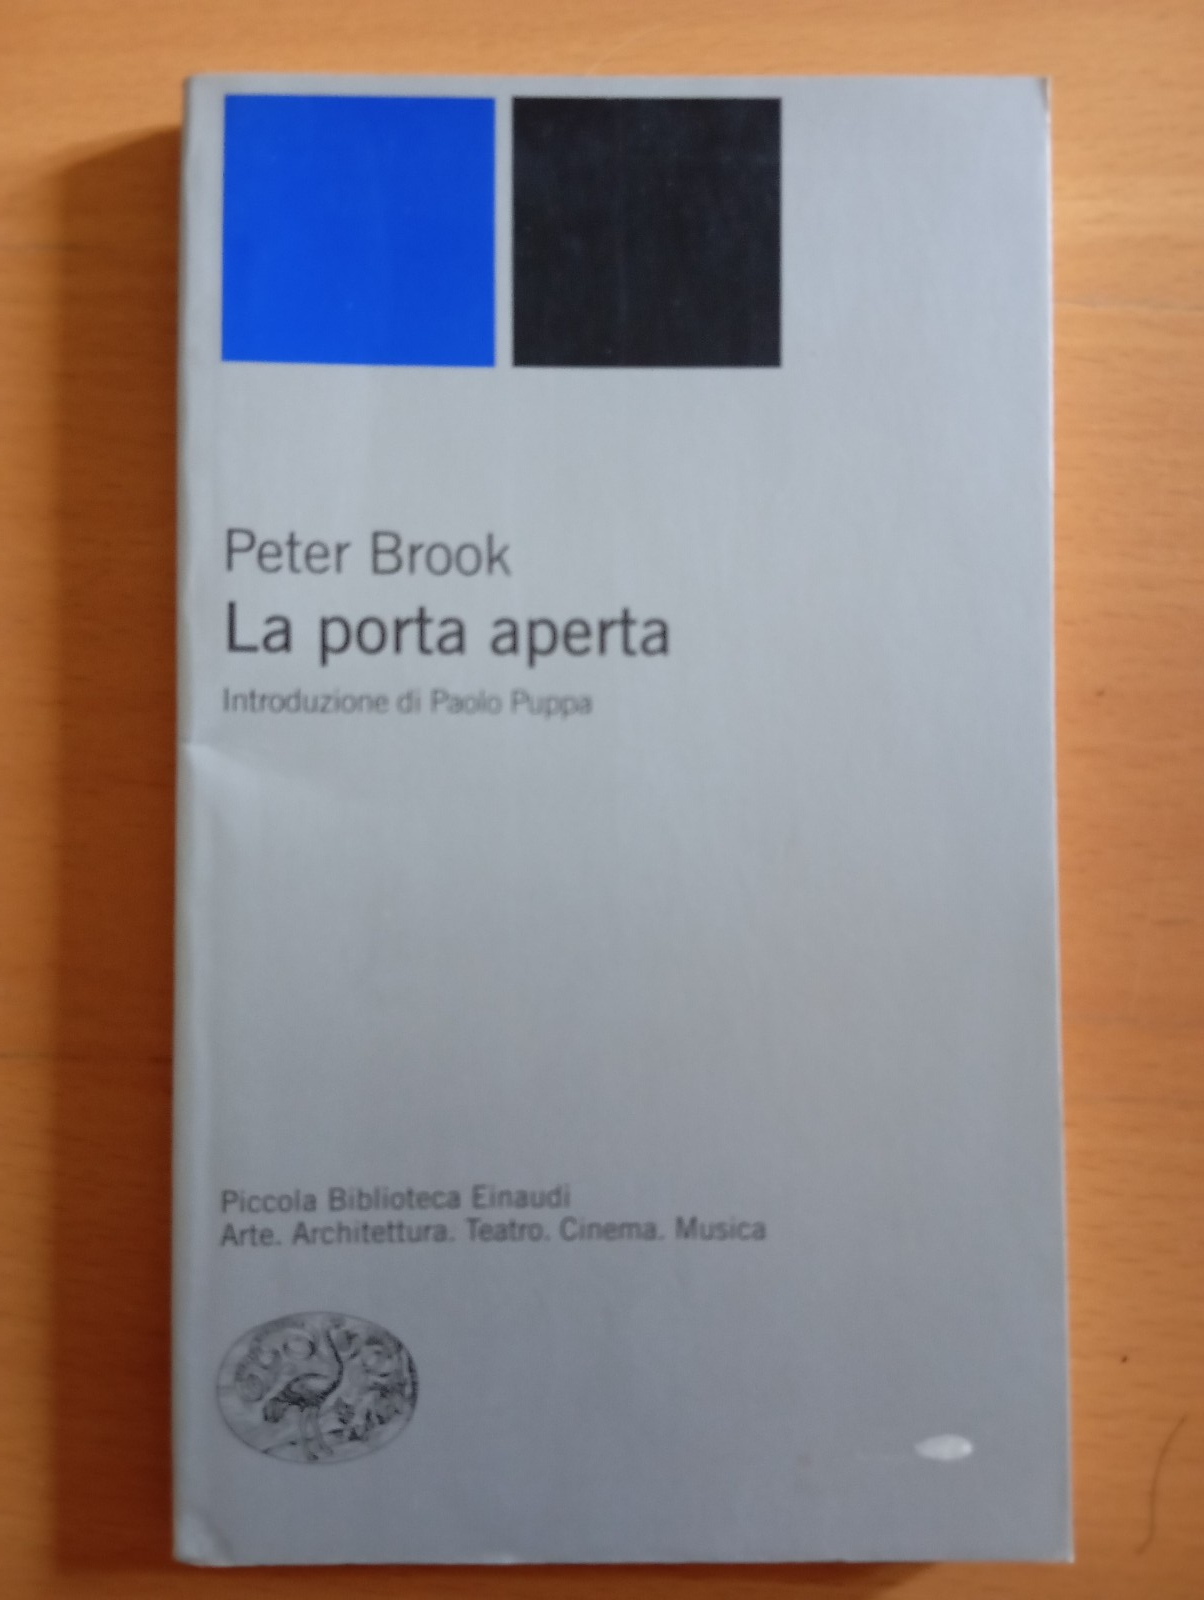 Peter Brook
La porta aperta
Introduzione di Paolo Puppa
Piccola Biblioteca Einaudi
Arte. Architettura. Teatro. Cinema. Musica